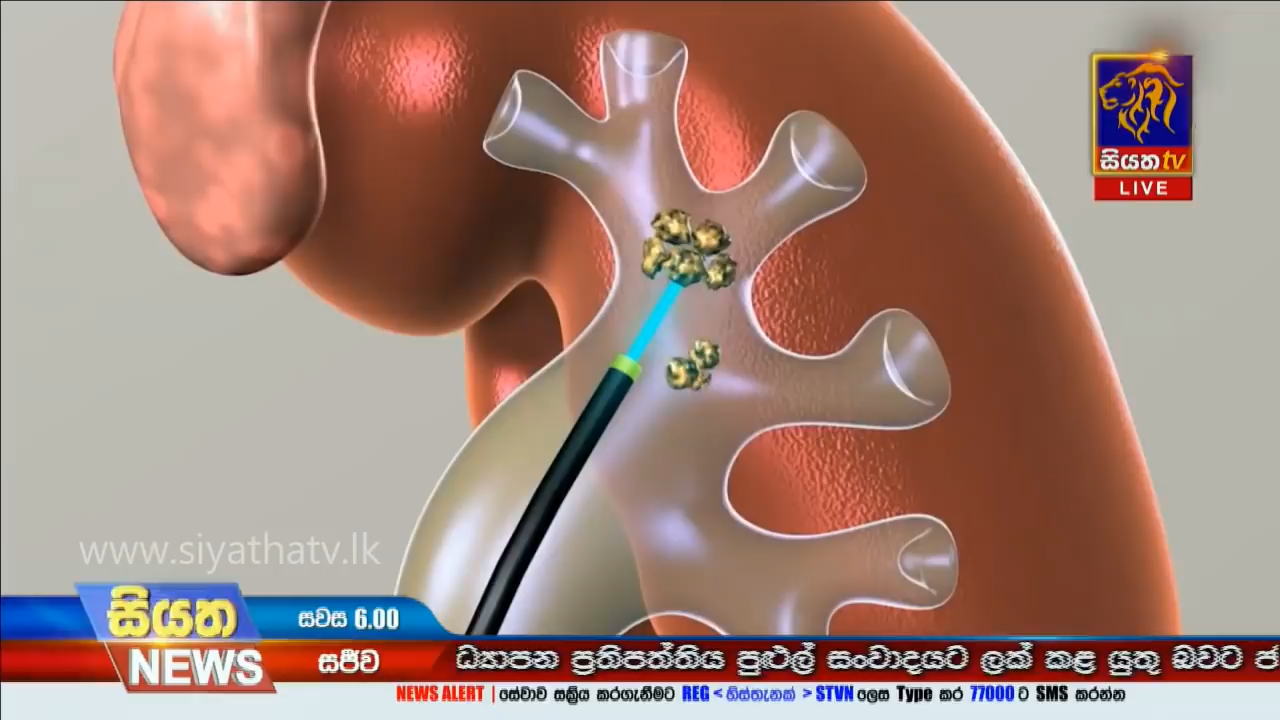 සියත tv
LIVE
www.siyathatv.lk
සියත
NEWS
සවස 6.00
සජීව
ධ්‍යාපන ප්‍රතිපත්තිය පුළුල් සංවාදයට ලක් කළ යුතු බවට ජ
NEWS ALERT | සේවාව සක්‍රිය කරගැනීමට REG < හිස්තැනක් > STVN ලෙස Type කර 77000 ට SMS කරන්න